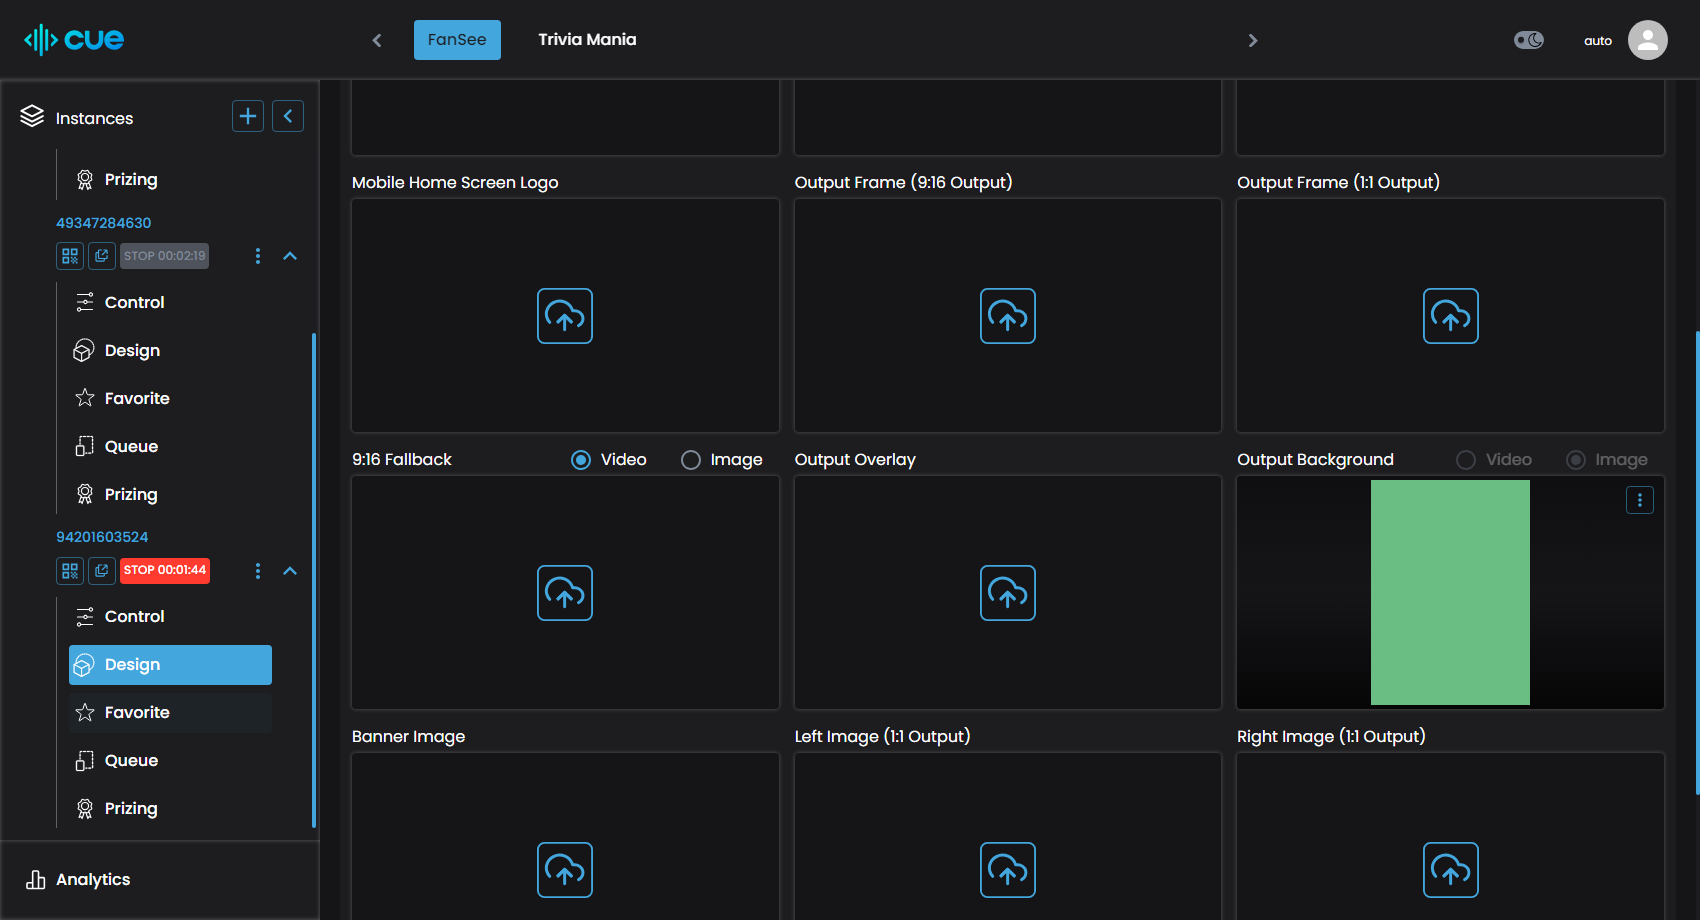 cue
FanSee
Trivia Mania
auto
Instances
Prizing
49347284630
STOP 00:02:19
Control
Design
Favorite
Queue
Prizing
94201603524
STOP 00:01:44
Control
Design
Favorite
Queue
Prizing
Analytics
Mobile Home Screen Logo
Output Frame (9:16 Output)
Output Frame (1:1 Output)
9:16 Fallback Video Image
Output Overlay
Output Background Video Image
Banner Image
Left Image (1:1 Output)
Right Image (1:1 Output)